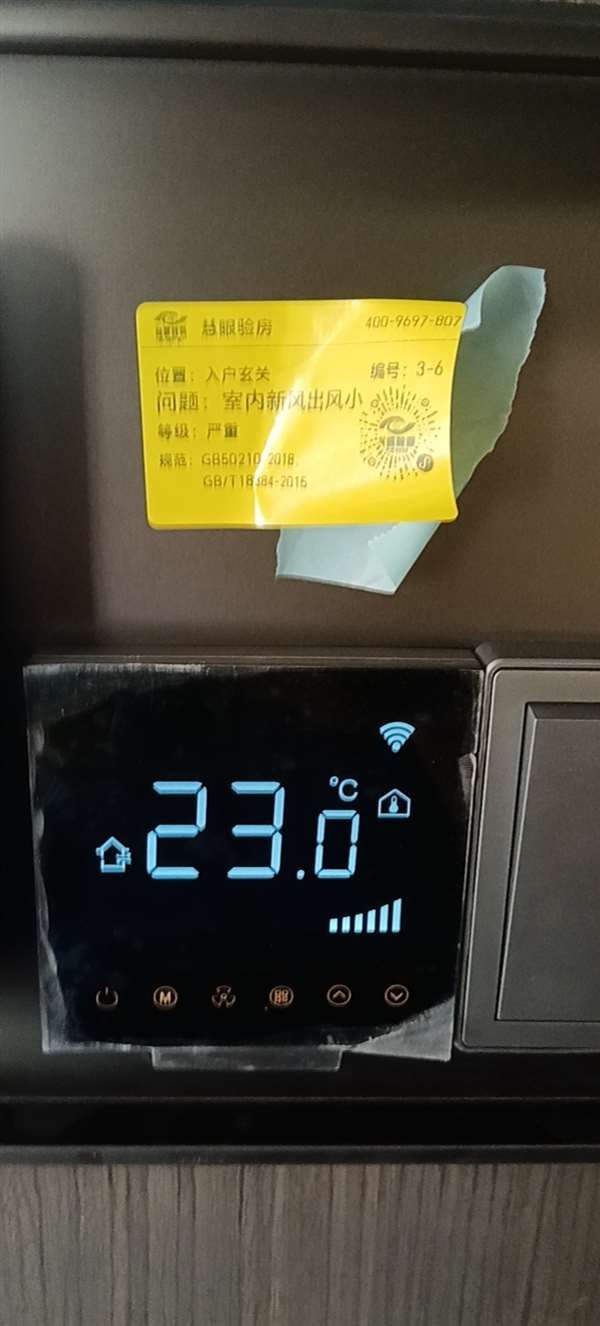 慧眼验房 400-9697-807
位置：入户玄关 编号：3-6
问题：室内新风出风小
等级：严重
规范：GB50210-2018,
GB/T18384-2015
23.0
°C
M